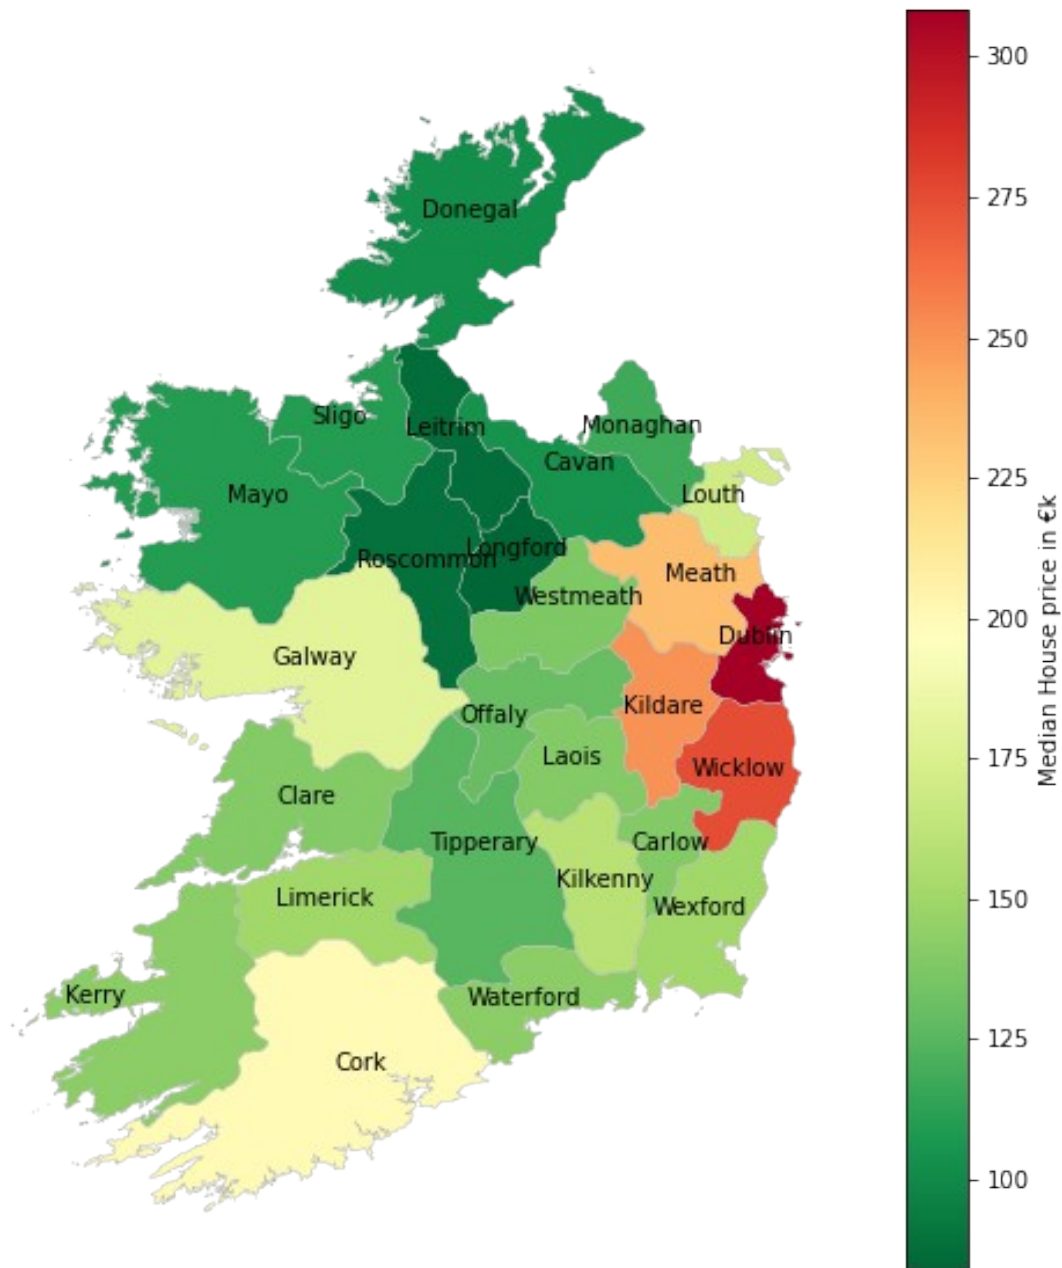 300
275
250
225
200
175
150
125
100
Median House price in €k
Donegal
Sligo
Leitrim
Monaghan
Cavan
Mayo
Louth
Roscommon
Longford
Meath
Westmeath
Dublin
Galway
Kildare
Offaly
Laois
Wicklow
Clare
Tipperary
Carlow
Kilkenny
Limerick
Wexford
Kerry
Waterford
Cork